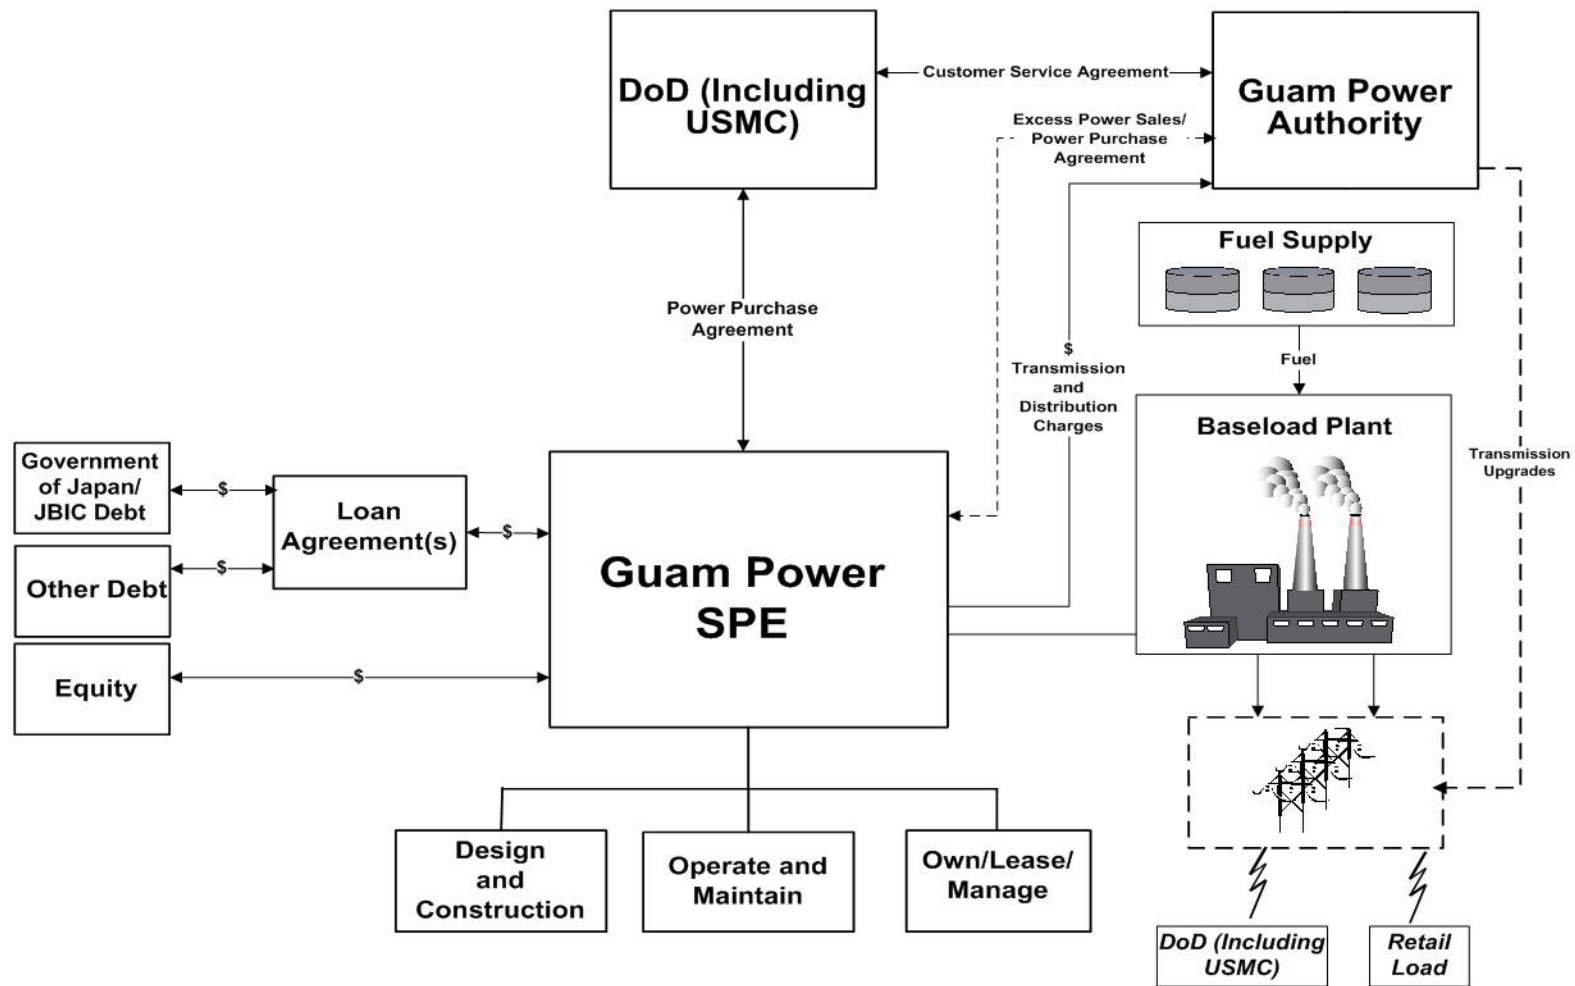 DoD (Including
USMC)
Customer Service Agreement
Guam Power
Authority
Excess Power Sales/
Power Purchase
Agreement
Fuel Supply
Power Purchase
Agreement
$
Transmission
and
Distribution
Charges
Fuel
Baseload Plant
Transmission
Upgrades
Government
of Japan/
JBIC Debt
$
Loan
Agreement(s)
$
Other Debt
$
Equity
$
Guam Power
SPE
Design
and
Construction
Operate and
Maintain
Own/Lease/
Manage
DoD (Including
USMC)
Retail
Load